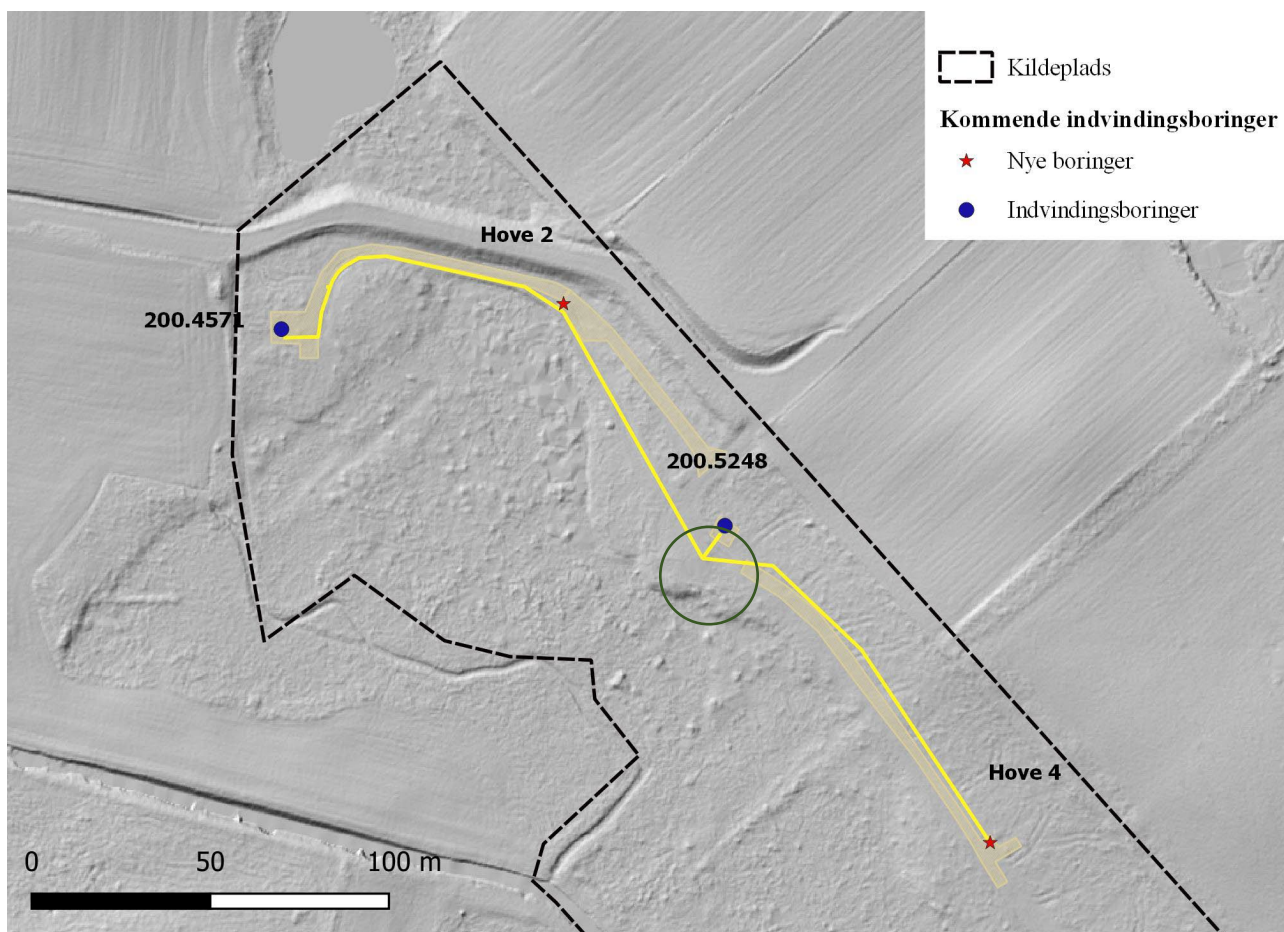 Kildeplads
Kommende indvindingsboringer
Nye boringer
Indvindingsboringer
Hove 2
200.4571
200.5248
Hove 4
0 50 100 m